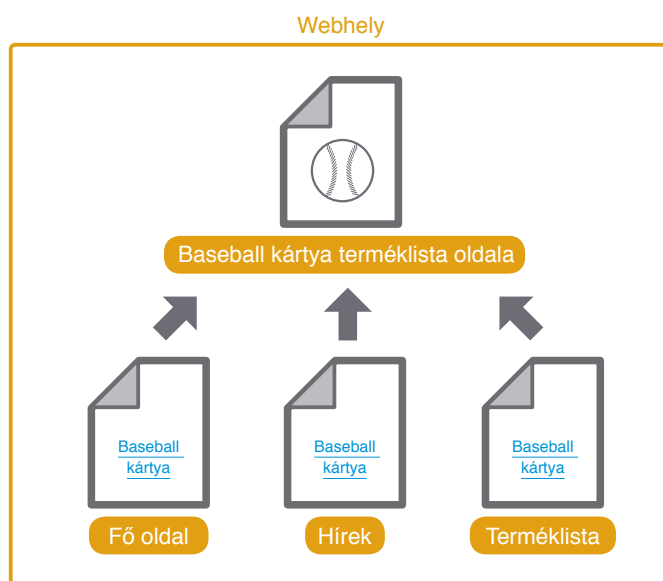 Webhely
Baseball kártya terméklista oldala
Baseball
kártya
Baseball
kártya
Baseball
kártya
Fő oldal
Hírek
Terméklista